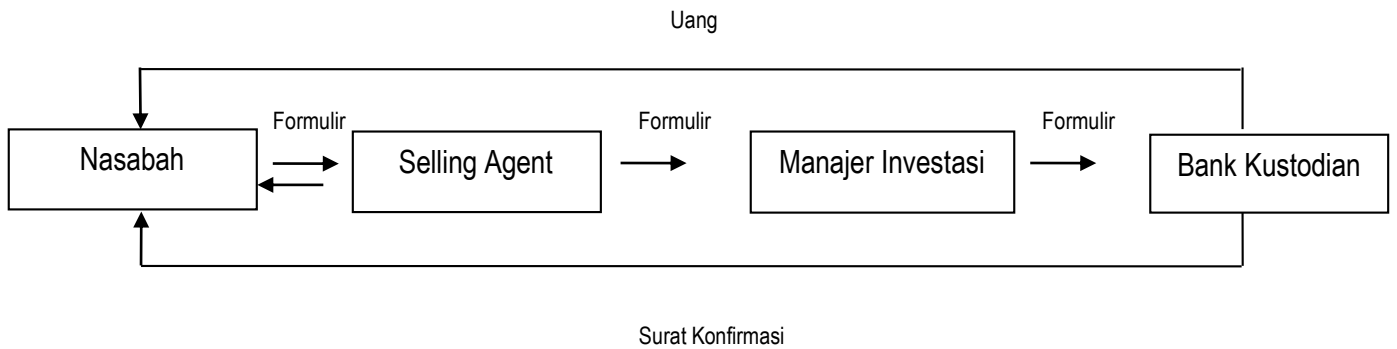 Uang
Formulir
Formulir
Formulir
Nasabah
Selling Agent
Manajer Investasi
Bank Kustodian
Surat Konfirmasi